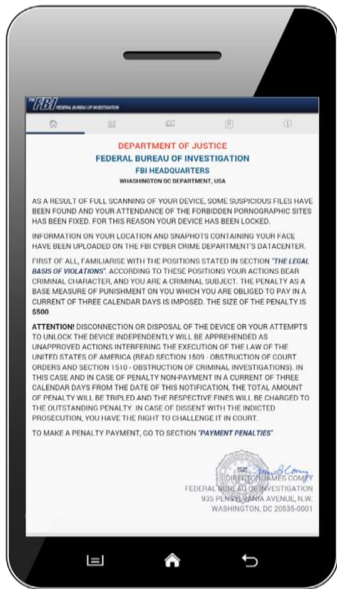 THE FBI FEDERAL BUREAU OF INVESTIGATION
DEPARTMENT OF JUSTICE
FEDERAL BUREAU OF INVESTIGATION
FBI HEADQUARTERS
WHASHINGTON DC DEPARTMENT, USA
AS A RESULT OF FULL SCANNING OF YOUR DEVICE, SOME SUSPICIOUS FILES HAVE
BEEN FOUND AND YOUR ATTENDANCE OF THE FORBIDDEN PORNOGRAPHIC SITES
HAS BEEN FIXED. FOR THIS REASON YOUR DEVICE HAS BEEN LOCKED.
INFORMATION ON YOUR LOCATION AND SNAPHOTS CONTAINING YOUR FACE
HAVE BEEN UPLOADED ON THE FBI CYBER CRIME DEPARTMENT'S DATACENTER.
FIRST OF ALL, FAMILIARISE WITH THE POSITIONS STATED IN SECTION "THE LEGAL
BASIS OF VIOLATIONS". ACCORDING TO THESE POSITIONS YOUR ACTIONS BEAR
CRIMINAL CHARACTER, AND YOU ARE A CRIMINAL SUBJECT. THE PENALTY AS A
BASE MEASURE OF PUNISHMENT ON YOU WHICH YOU ARE OBLIGED TO PAY IN A
CURRENT OF THREE CALENDAR DAYS IS IMPOSED. THE SIZE OF THE PENALTY IS
$500.
ATTENTION! DISCONNECTION OR DISPOSAL OF THE DEVICE OR YOUR ATTEMPTS
TO UNLOCK THE DEVICE INDEPENDENTLY WILL BE APPREHENDED AS
UNAPPROVED ACTIONS INTERFERING THE EXECUTION OF THE LAW OF THE
UNITED STATES OF AMERICA (READ SECTION 1509 - OBSTRUCTION OF COURT
ORDERS AND SECTION 1510 - OBSTRUCTION OF CRIMINAL INVESTIGATIONS). IN
THIS CASE AND IN CASE OF PENALTY NON-PAYMENT IN A CURRENT OF THREE
CALENDAR DAYS FROM THE DATE OF THIS NOTIFICATION, THE TOTAL AMOUNT
OF PENALTY WILL BE TRIPLED AND THE RESPECTIVE FINES WILL BE CHARGED TO
THE OUTSTANDING PENALTY. IN CASE OF DISSENT WITH THE INDICTED
PROSECUTION, YOU HAVE THE RIGHT TO CHALLENGE IT IN COURT.
TO MAKE A PENALTY PAYMENT, GO TO SECTION "PAYMENT PENALTIES"
DIRECTOR JAMES COMEY
FEDERAL BUREAU OF INVESTIGATION
935 PENNSYLVANIA AVENUE, N.W.
WASHINGTON, DC 20535-0001